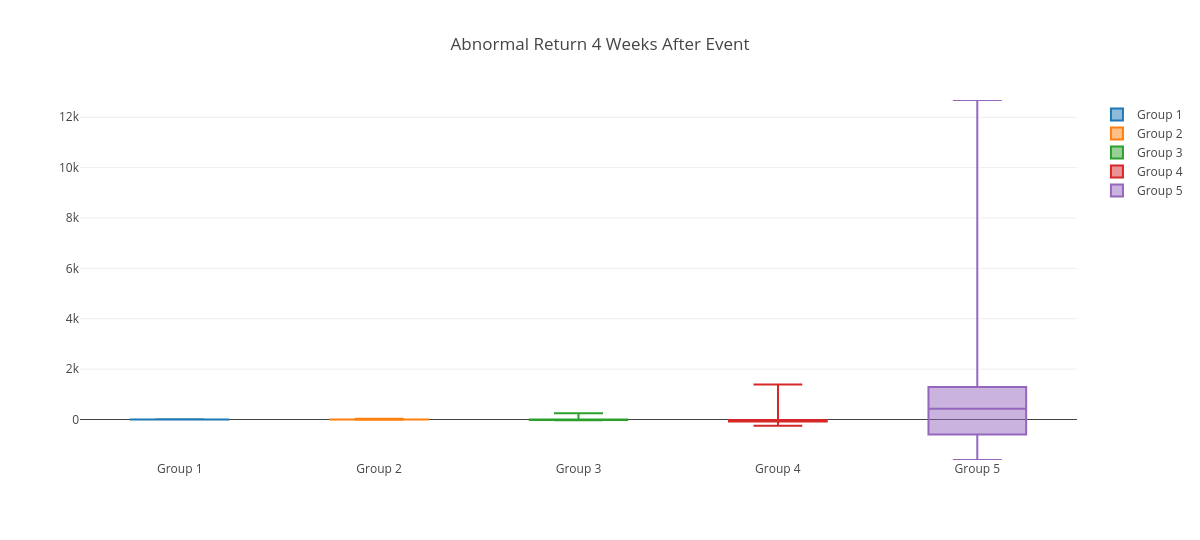 Abnormal Return 4 Weeks After Event
12k
10k
8k
6k
4k
2k
0
Group 1
Group 2
Group 3
Group 4
Group 5
Group 1
Group 2
Group 3
Group 4
Group 5